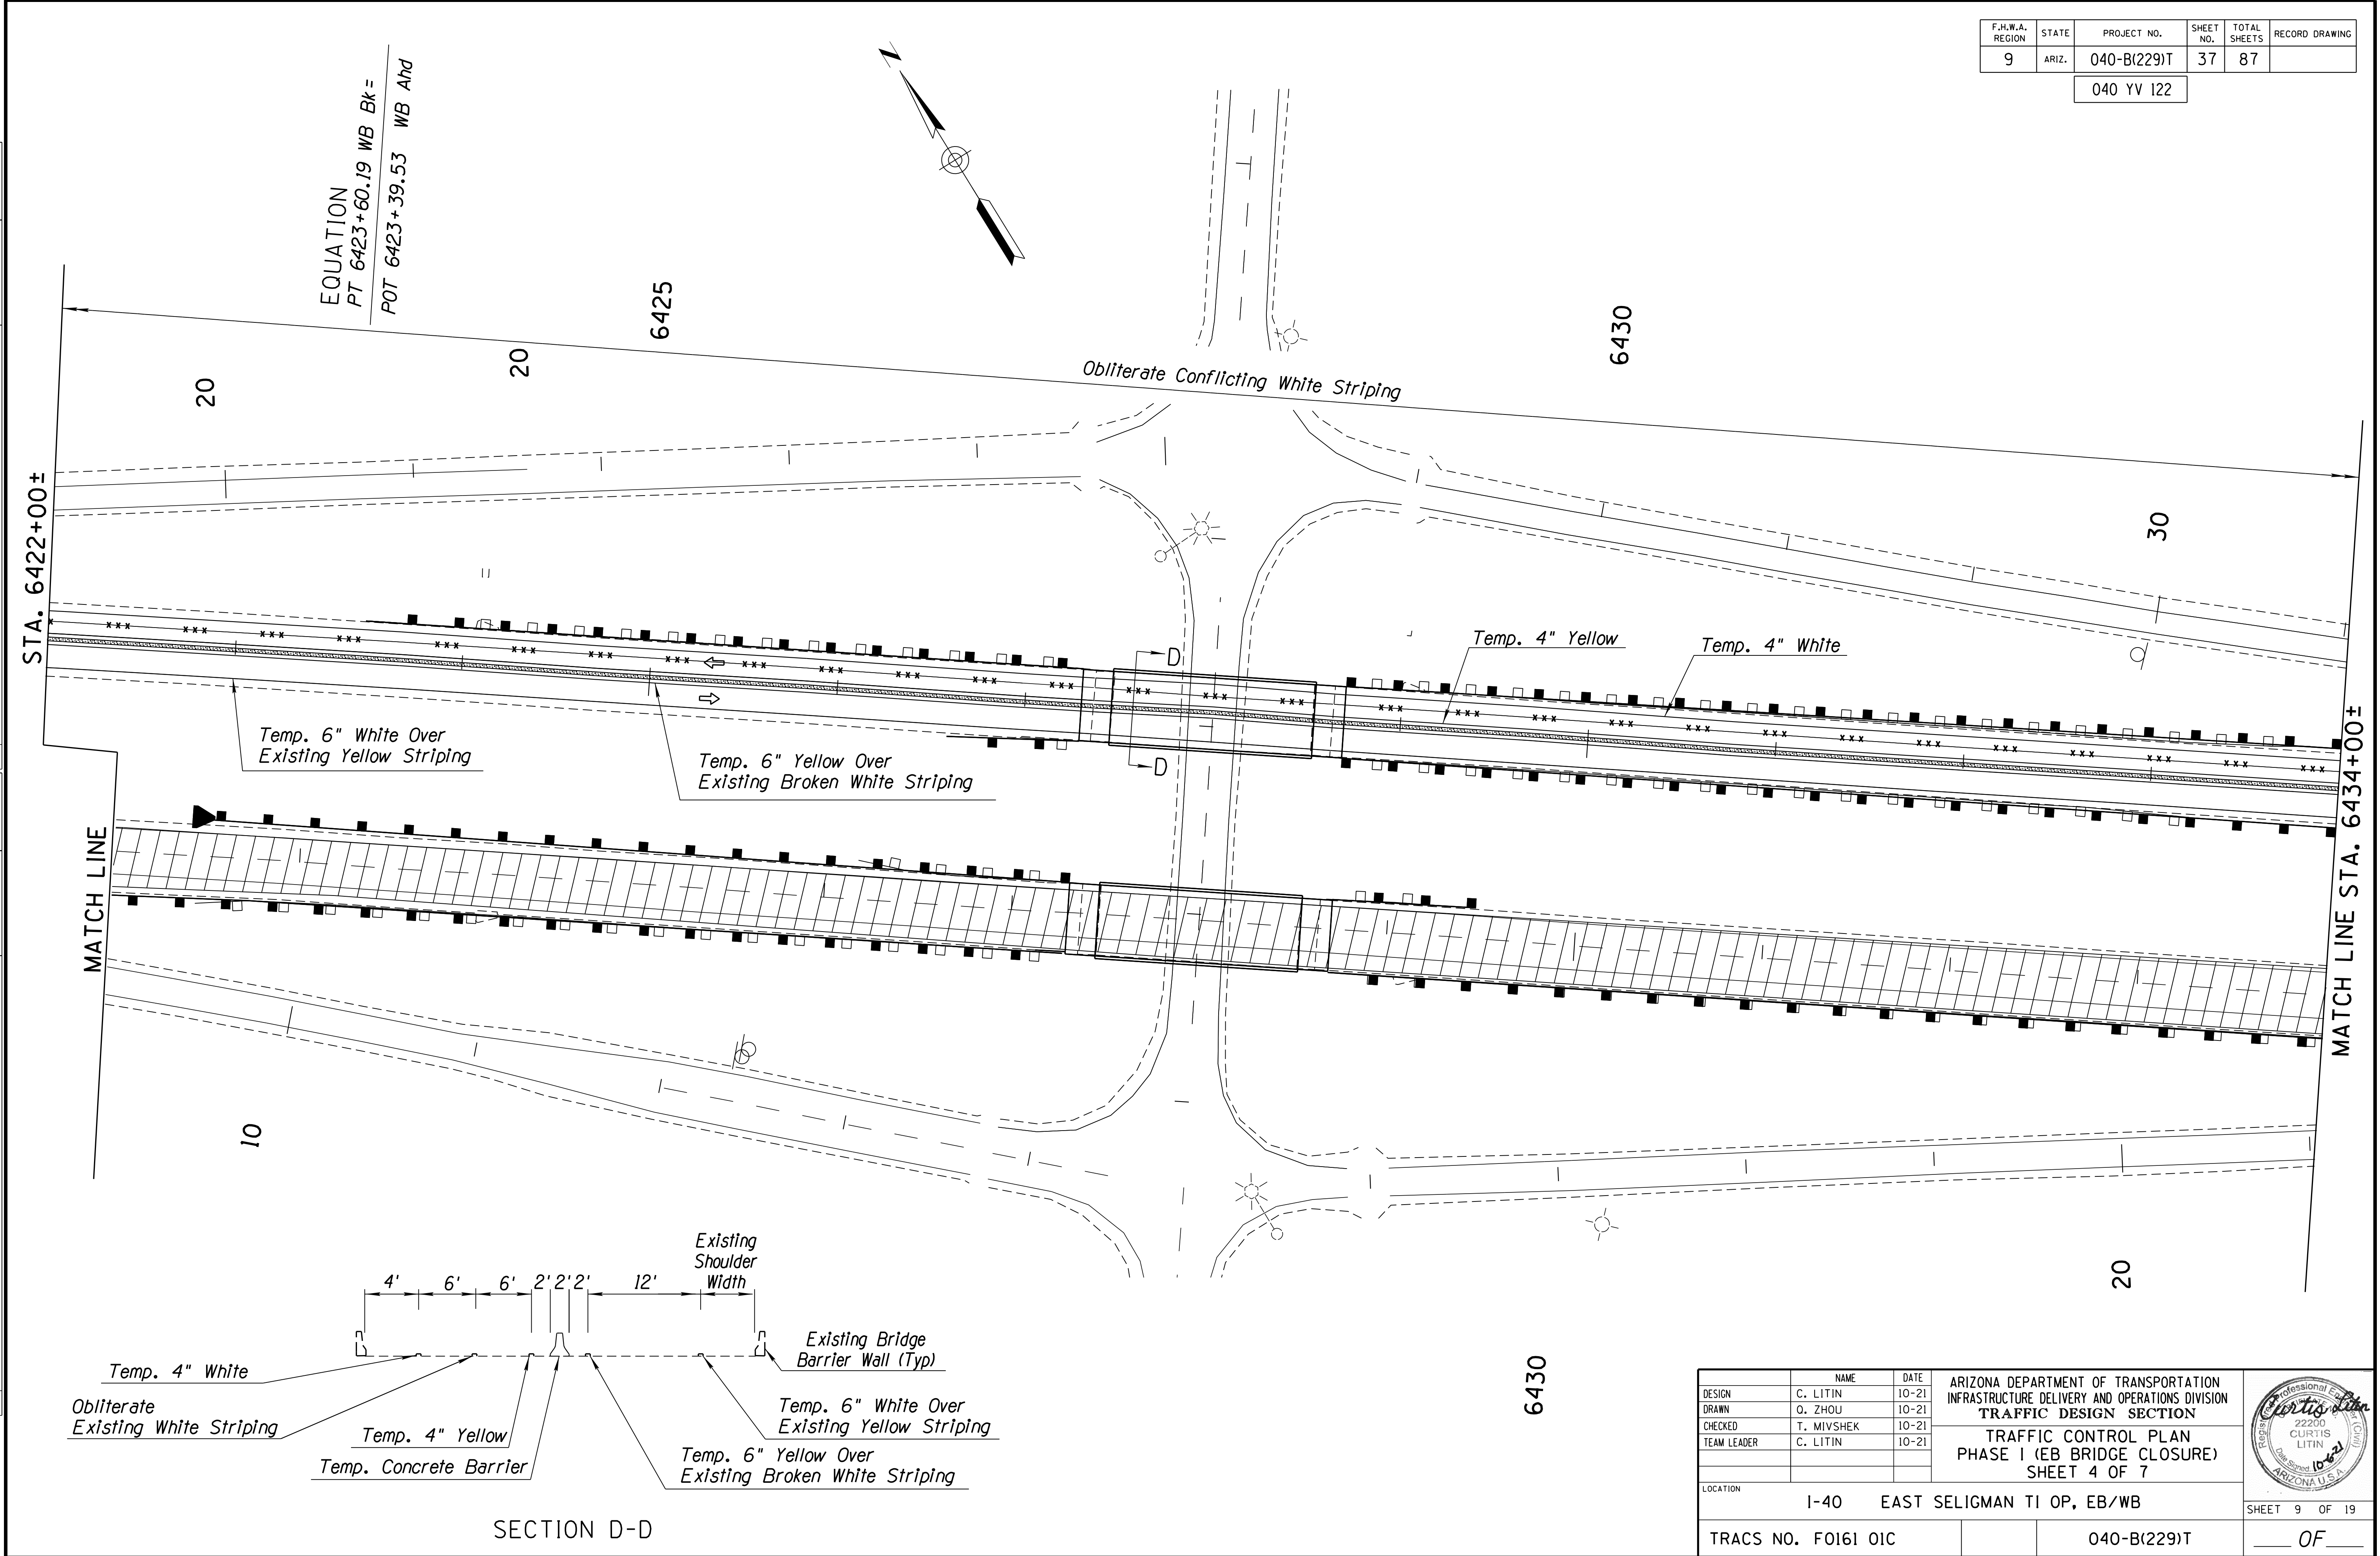 F.H.W.A. REGION STATE PROJECT NO. SHEET NO. TOTAL SHEETS RECORD DRAWING
9 ARIZ. 040-B(229)T 37 87
040 YV 122
EQUATION
PT 6423+60.19 WB Bk=
POT 6423+39.53 WB Ahd
N
6425
6430
20
20
Obliterate Conflicting White Striping
STA. 6422+00±
MATCH LINE
30
x x x
Temp. 4" Yellow
Temp. 4" White
D
D
Temp. 6" White Over
Existing Yellow Striping
Temp. 6" Yellow Over
Existing Broken White Striping
MATCH LINE STA. 6434+00±
10
20
6430
Existing
Shoulder
Width
4' 6' 6' 2' 2' 2' 12'
Existing Bridge
Barrier Wall (Typ)
Temp. 4" White
Obliterate
Existing White Striping
Temp. 4" Yellow
Temp. Concrete Barrier
Temp. 6" White Over
Existing Yellow Striping
Temp. 6" Yellow Over
Existing Broken White Striping
SECTION D-D
NAME DATE
DESIGN C. LITIN 10-21
DRAWN Q. ZHOU 10-21
CHECKED T. MIVSHEK 10-21
TEAM LEADER C. LITIN 10-21
ARIZONA DEPARTMENT OF TRANSPORTATION
INFRASTRUCTURE DELIVERY AND OPERATIONS DIVISION
TRAFFIC DESIGN SECTION
TRAFFIC CONTROL PLAN
PHASE I (EB BRIDGE CLOSURE)
SHEET 4 OF 7
LOCATION
I-40 EAST SELIGMAN TI OP, EB/WB
TRACS NO. F0161 01C
040-B(229)T
Curtis Litin
22200
CURTIS
LITIN
Date Signed 10-6-21
ARIZONA U.S.A.
SHEET 9 OF 19
OF